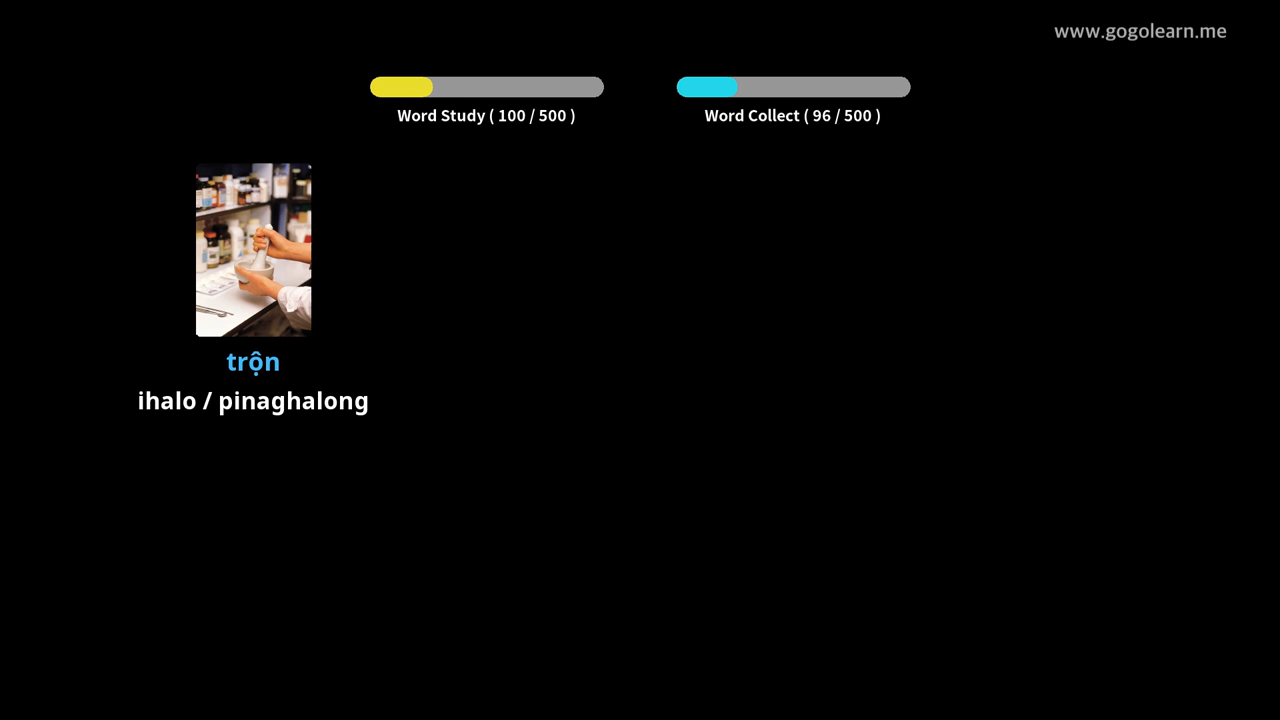 www.gogolearn.me
Word Study ( 100 / 500 )
Word Collect ( 96 / 500 )
trộn
ihalo / pinaghalong